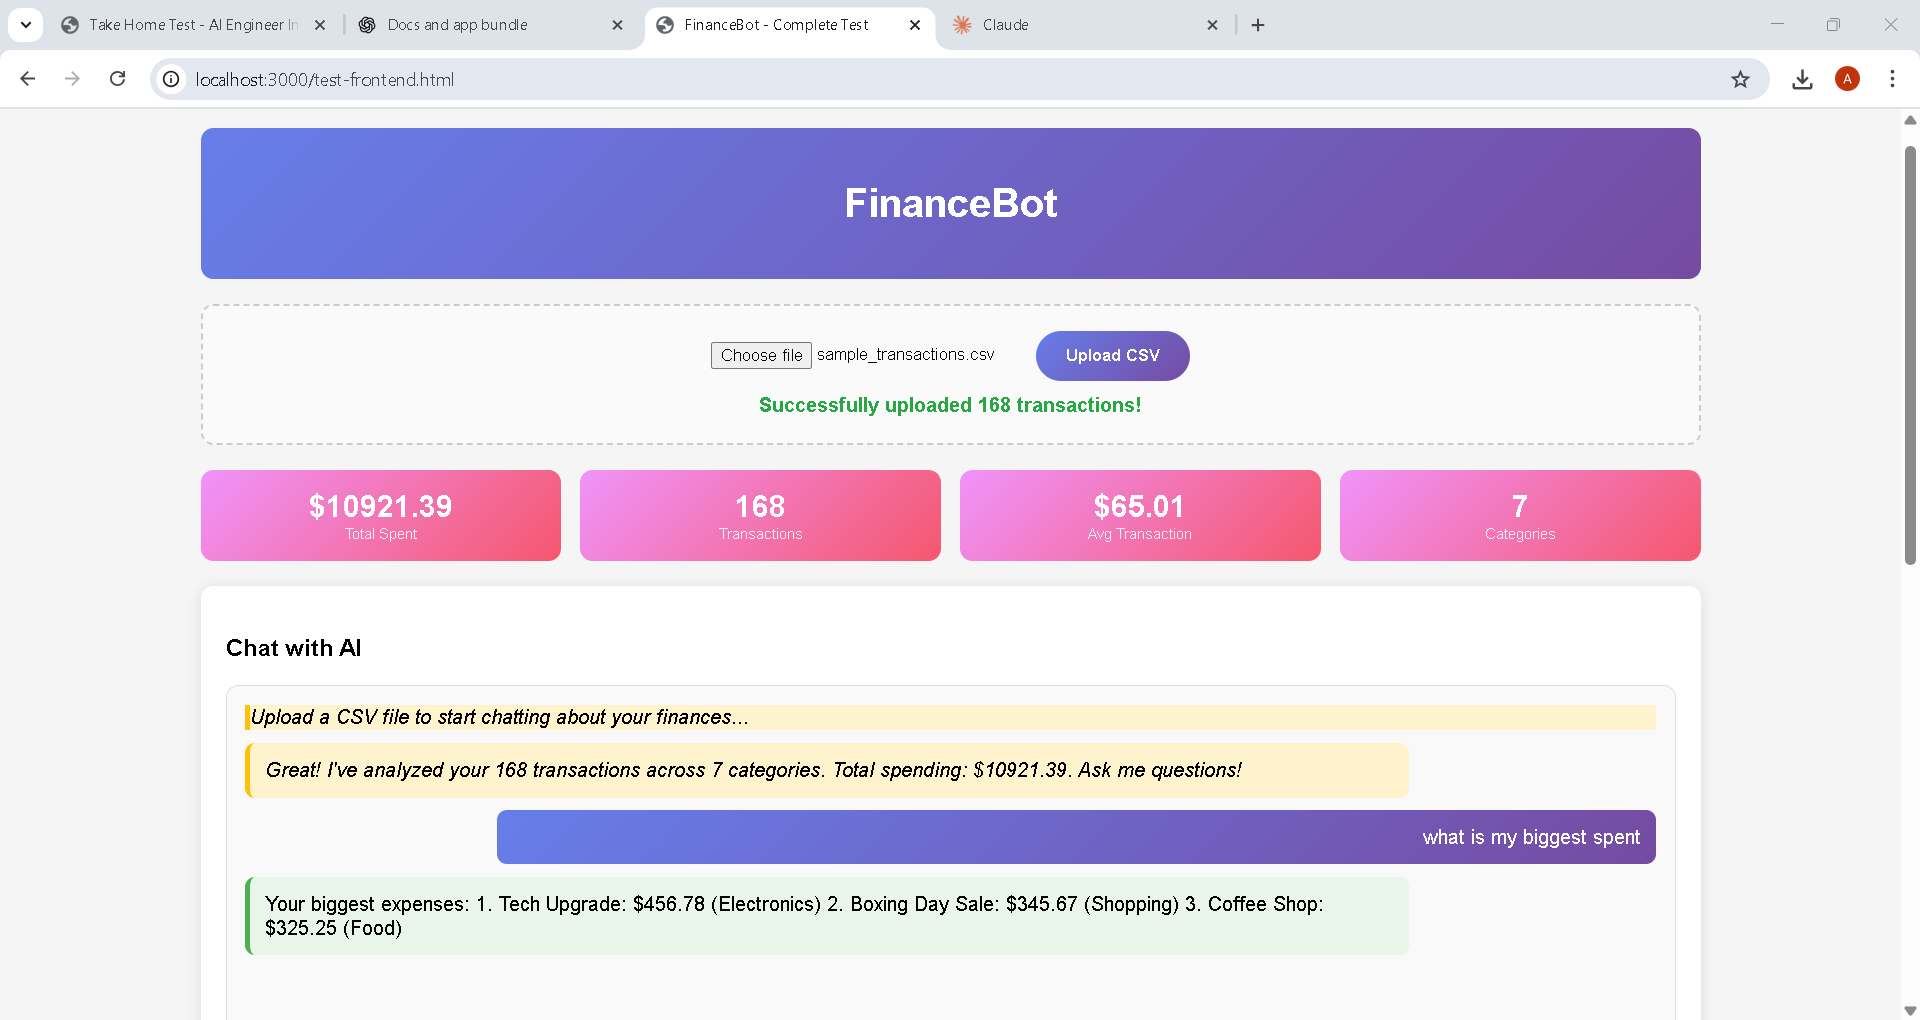 Take Home Test - AI Engineer In
Docs and app bundle
FinanceBot - Complete Test
Claude
localhost:3000/test-frontend.html
A
FinanceBot
Choose file sample_transactions.csv
Upload CSV
Successfully uploaded 168 transactions!
$10921.39
Total Spent
168
Transactions
$65.01
Avg Transaction
7
Categories
Chat with AI
Upload a CSV file to start chatting about your finances...
Great! I've analyzed your 168 transactions across 7 categories. Total spending: $10921.39. Ask me questions!
what is my biggest spent
Your biggest expenses: 1. Tech Upgrade: $456.78 (Electronics) 2. Boxing Day Sale: $345.67 (Shopping) 3. Coffee Shop:
$325.25 (Food)